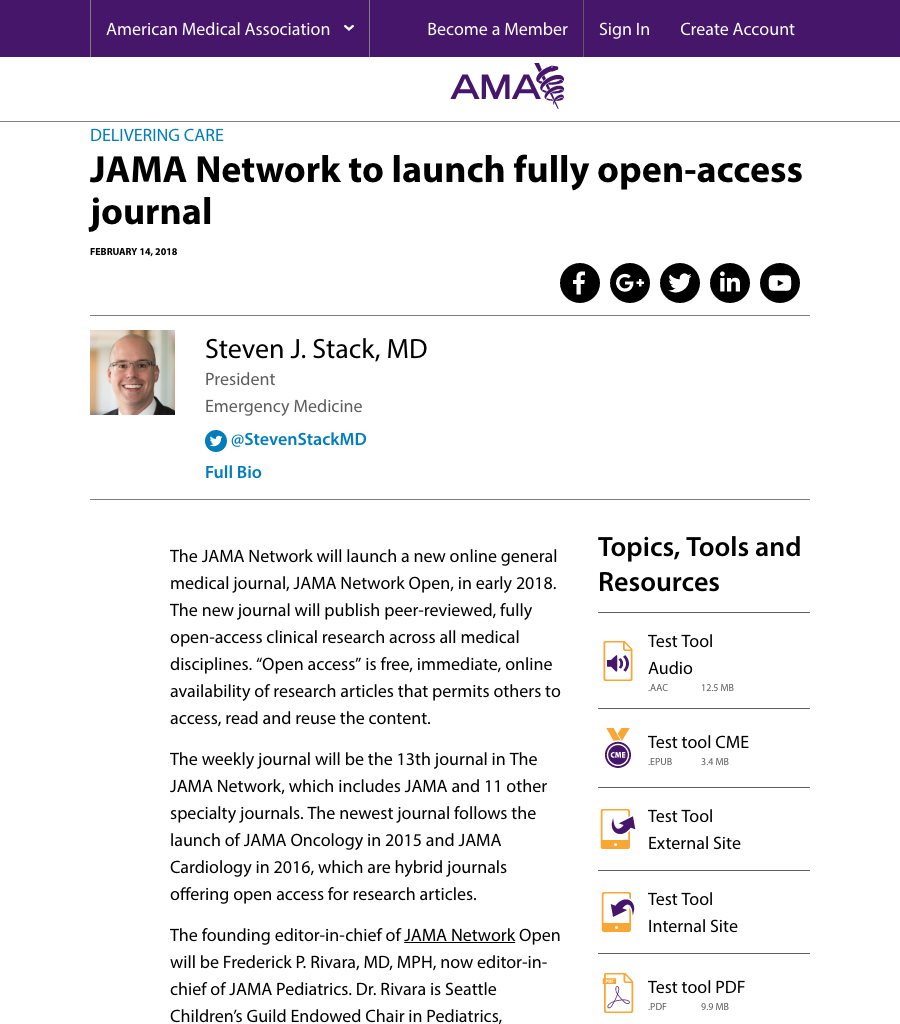 American Medical Association
Become a Member
Sign In
Create Account
AMA
DELIVERING CARE
JAMA Network to launch fully open-access
journal
FEBRUARY 14, 2018
Steven J. Stack, MD
President
Emergency Medicine
@StevenStackMD
Full Bio
The JAMA Network will launch a new online general
medical journal, JAMA Network Open, in early 2018.
The new journal will publish peer-reviewed, fully
open-access clinical research across all medical
disciplines. “Open access” is free, immediate, online
availability of research articles that permits others to
access, read and reuse the content.
The weekly journal will be the 13th journal in The
JAMA Network, which includes JAMA and 11 other
specialty journals. The newest journal follows the
launch of JAMA Oncology in 2015 and JAMA
Cardiology in 2016, which are hybrid journals
offering open access for research articles.
The founding editor-in-chief of JAMA Network Open
will be Frederick P. Rivara, MD, MPH, now editor-in-
chief of JAMA Pediatrics. Dr. Rivara is Seattle
Children’s Guild Endowed Chair in Pediatrics,
Topics, Tools and
Resources
Test Tool
Audio
.AAC 12.5 MB
CME
Test tool CME
.EPUB 3.4 MB
Test Tool
External Site
Test Tool
Internal Site
Test tool PDF
.PDF 9.9 MB